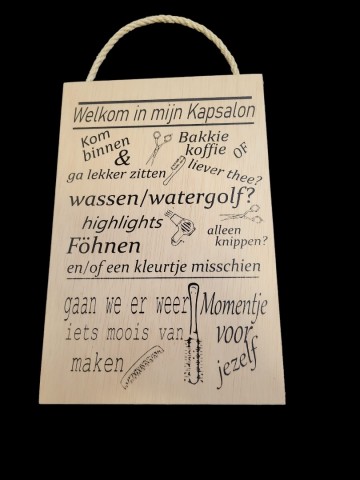 Welkom in mijn Kapsalon
Kom
binnen
&
Bakkie
koffie
OF
ga lekker zitten
liever thee?
wassen/watergolf?
highlights
alleen
knippen?
Föhnen
en/of een kleurtje misschien
gaan we er weer
iets moois van
maken
Momentje
voor
jezelf